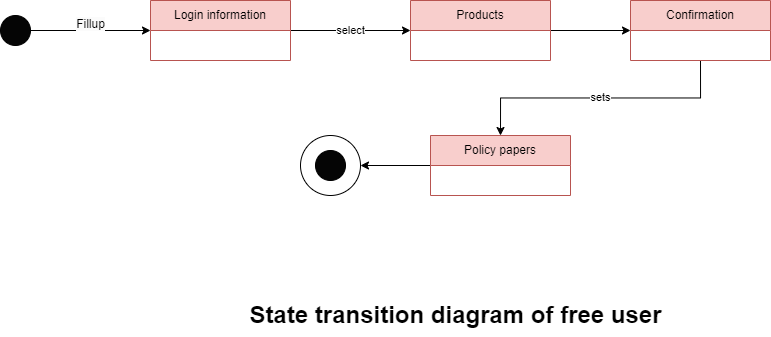 Fillup
Login information
select
Products
Confirmation
sets
Policy papers
State transition diagram of free user